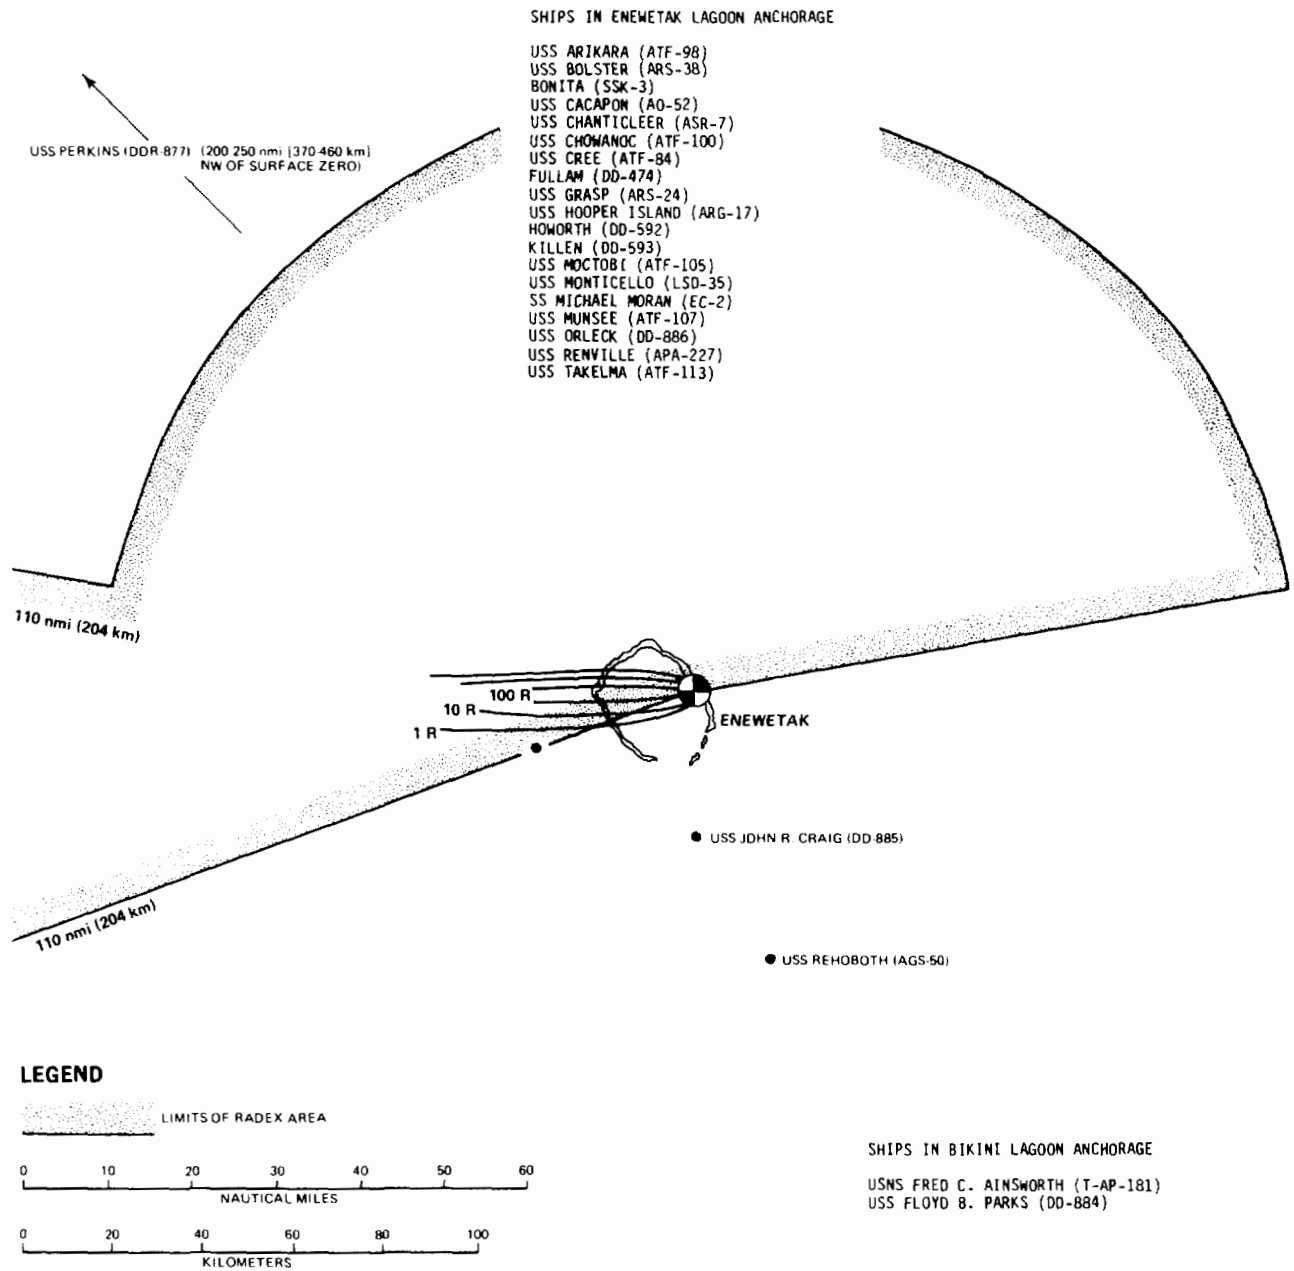 SHIPS IN ENEWETAK LAGOON ANCHORAGE
USS ARIKARA (ATF-98)
USS BOLSTER (ARS-38)
BONITA (SSK-3)
USS CACAPON (AO-52)
USS CHANTICLEER (ASR-7)
USS CHOWANOC (ATF-100)
USS CREE (ATF-84)
FULLAM (DD-474)
USS GRASP (ARS-24)
USS HOOPER ISLAND (ARG-17)
HOWORTH (DD-592)
KILLEN (DD-593)
USS MOCTOBI (ATF-105)
USS MONTICELLO (LSD-35)
SS MICHAEL MORAN (EC-2)
USS MUNSEE (ATF-107)
USS ORLECK (DD-886)
USS RENVILLE (APA-227)
USS TAKELMA (ATF-113)
USS PERKINS (DDR-877) (200 250 nmi [370-460 km]
NW OF SURFACE ZERO)
110 nmi (204 km)
100 R
10 R
1 R
ENEWETAK
USS JOHN R. CRAIG (DD-885)
110 nmi (204 km)
USS REHOBOTH (AGS-50)
LEGEND
LIMITS OF RADEX AREA
0 10 20 30 40 50 60
NAUTICAL MILES
0 20 40 60 80 100
KILOMETERS
SHIPS IN BIKINI LAGOON ANCHORAGE
USNS FRED C. AINSWORTH (T-AP-181)
USS FLOYD B. PARKS (DD-884)